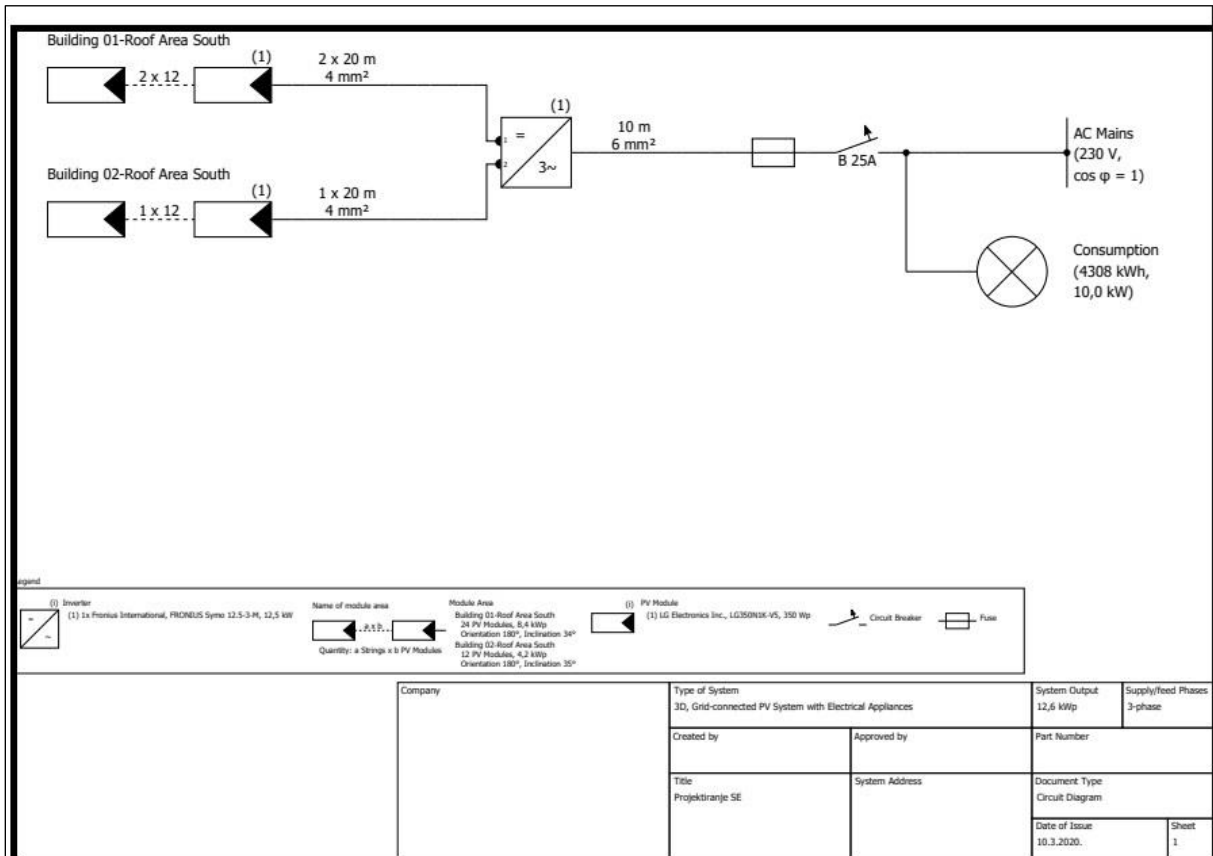 Building 01-Roof Area South
(1)
2 x 12
2 x 20 m
4 mm²
Building 02-Roof Area South
(1)
1 x 12
1 x 20 m
4 mm²
(1)
1
2
=
3~
10 m
6 mm²
B 25A
AC Mains
(230 V,
cos φ = 1)
Consumption
(4308 kWh,
10,0 kW)
egend
(i) Inverter
(1) 1x Fronius International, FRONIUS Symo 12.5-3-M, 12,5 kW
=
~
Name of module area
a x b
Quantity: a Strings x b PV Modules
Module Area
Building 01-Roof Area South
24 PV Modules, 8,4 kWp
Orientation 180°, Inclination 34°
Building 02-Roof Area South
12 PV Modules, 4,2 kWp
Orientation 180°, Inclination 35°
(i) PV Module
(1) LG Electronics Inc., LG350N1K-V5, 350 Wp
Circuit Breaker
Fuse
Company
Type of System
3D, Grid-connected PV System with Electrical Appliances
System Output
12,6 kWp
Supply/feed Phases
3-phase
Created by
Approved by
Part Number
Title
Projektiranje SE
System Address
Document Type
Circuit Diagram
Date of Issue
10.3.2020.
Sheet
1